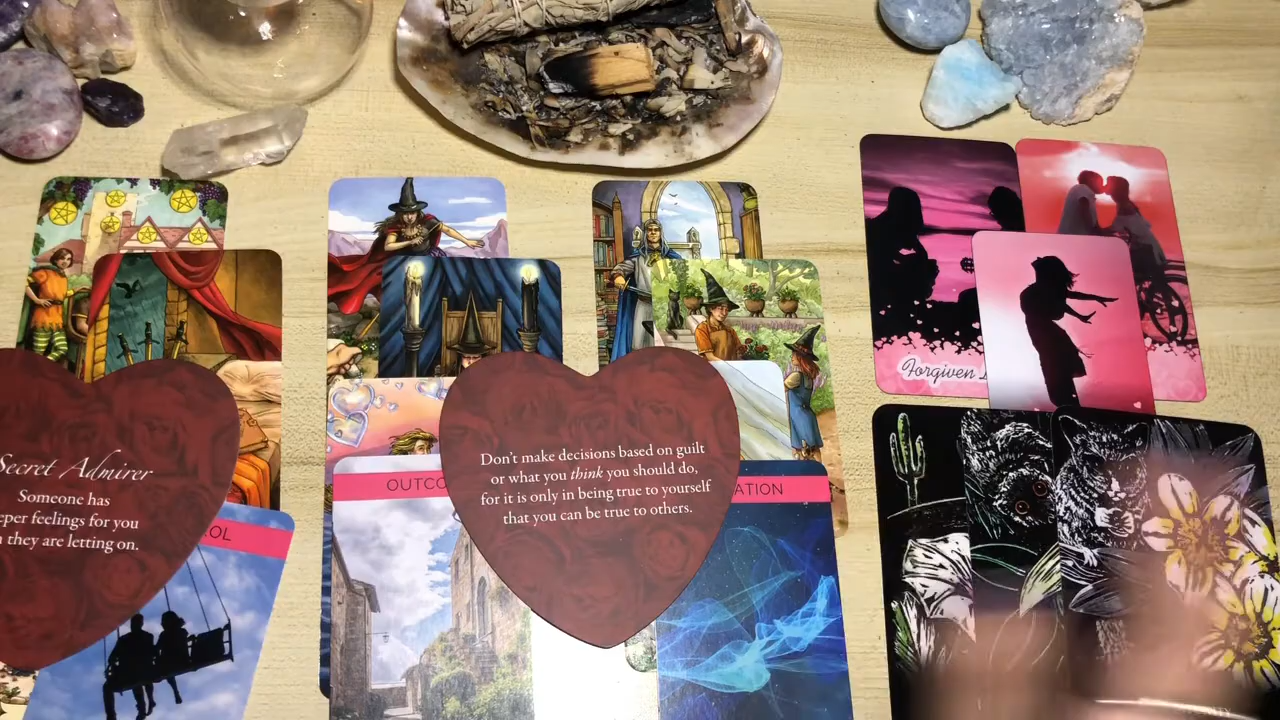 Secret Admirer
Someone has
feelings for you
they are letting on.
Don't make decisions based on guilt
or what you think you should do,
for it is only in being true to yourself
that you can be true to others.
OUTCO
ATION
OL
Forgiven